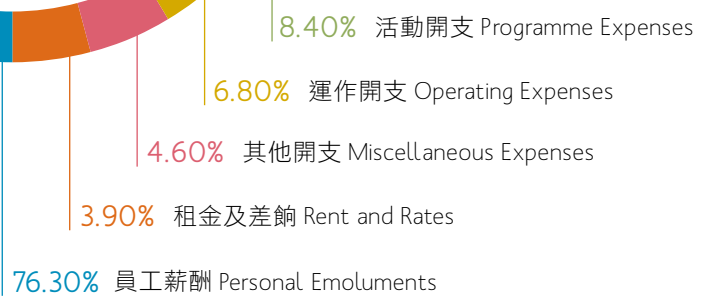 8.40% 活動開支 Programme Expenses
6.80% 運作開支 Operating Expenses
4.60% 其他開支 Miscellaneous Expenses
3.90% 租金及差餉 Rent and Rates
76.30% 員工薪酬 Personal Emoluments